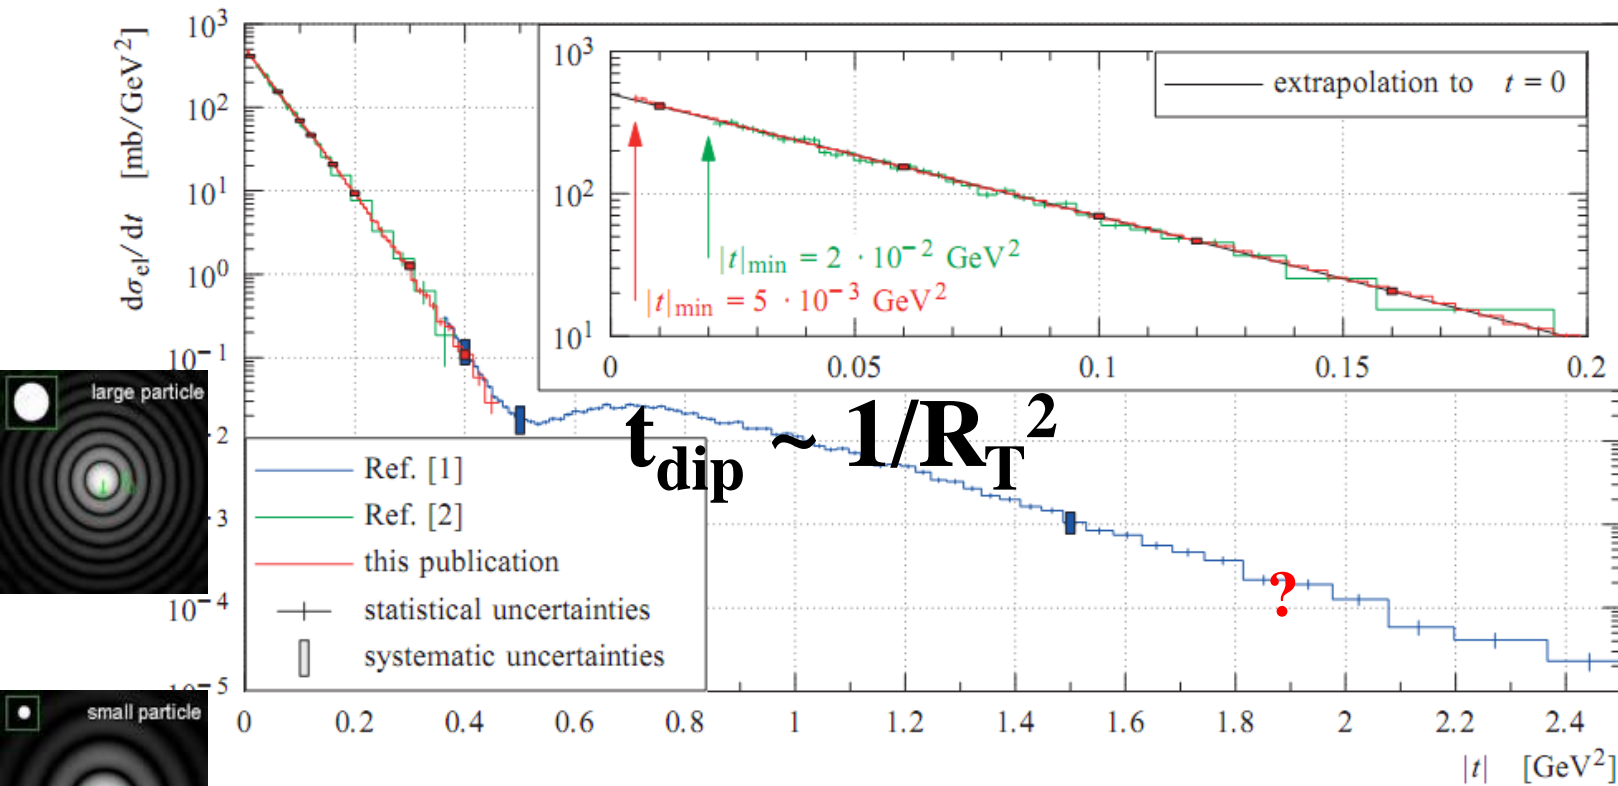 dσel/dt [mb/GeV²]
10³
10²
10¹
10⁰
10⁻¹
2
3
10⁻⁴
⁻⁵
10³
10²
10¹
extrapolation to t = 0
|t|min = 2 · 10⁻² GeV²
|t|min = 5 · 10⁻³ GeV²
0 0.05 0.1 0.15 0.2
large particle
tdip ~ 1/RT²
Ref. [1]
Ref. [2]
this publication
statistical uncertainties
systematic uncertainties
?
small particle
0 0.2 0.4 0.6 0.8 1 1.2 1.4 1.6 1.8 2 2.2 2.4
|t| [GeV²]